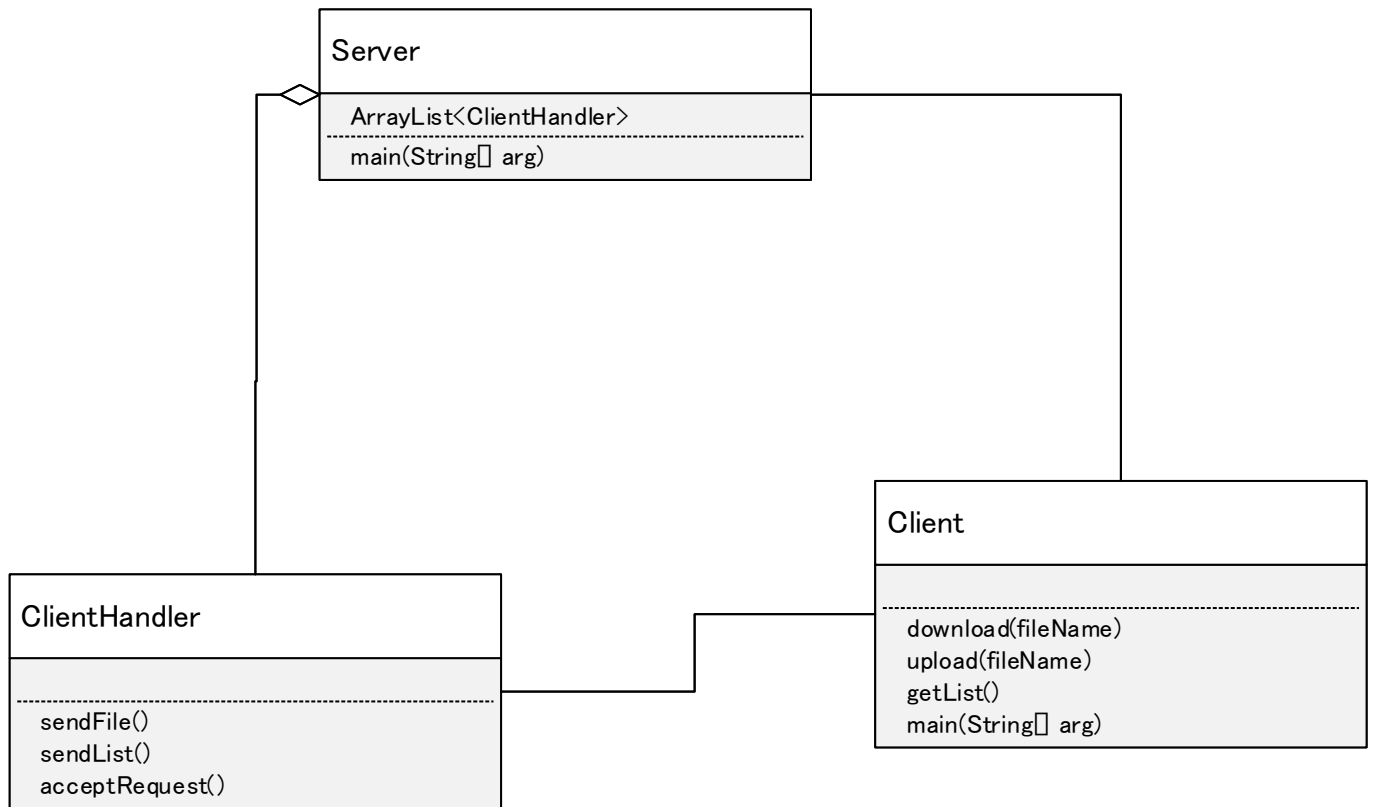 Server
ArrayList<ClientHandler>
main(String[] arg)
Client
download(fileName)
upload(fileName)
getList()
main(String[] arg)
ClientHandler
sendFile()
sendList()
acceptRequest()